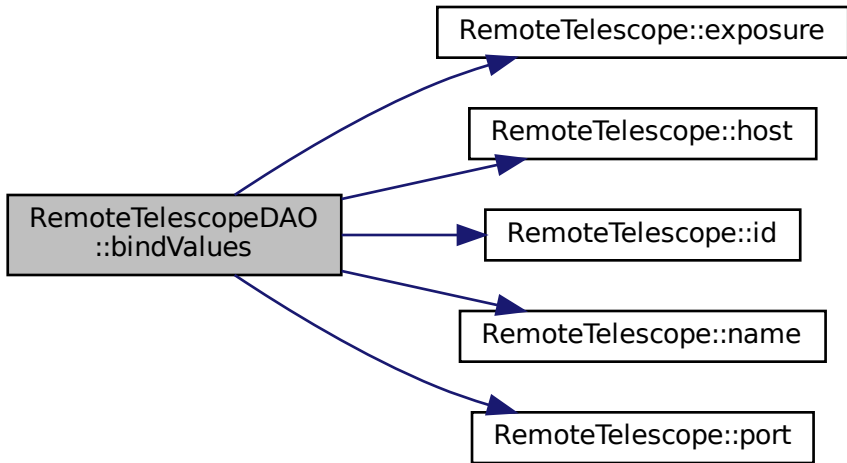 RemoteTelescopeDAO
::bindValues
RemoteTelescope::exposure
RemoteTelescope::host
RemoteTelescope::id
RemoteTelescope::name
RemoteTelescope::port